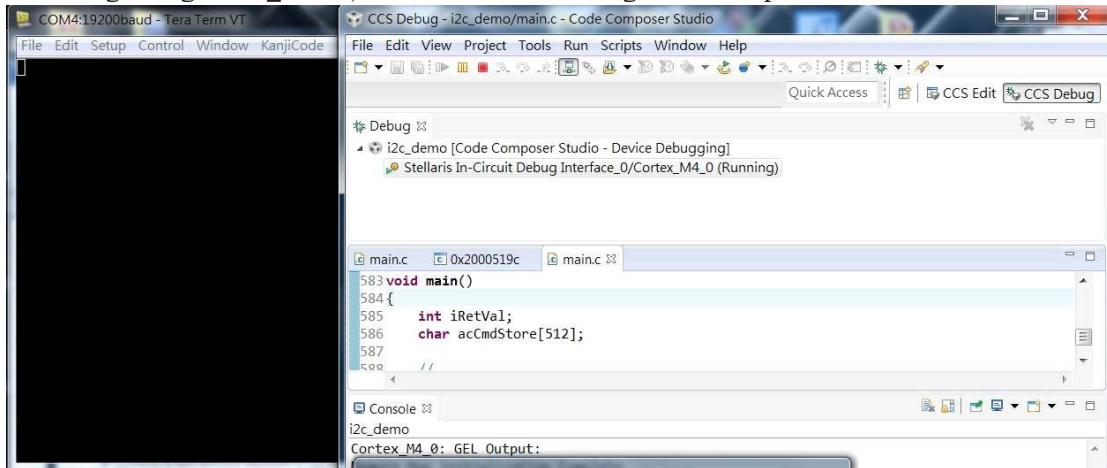 COM4:19200baud - Tera Term VT
File Edit Setup Control Window KanjiCode
CCS Debug - i2c_demo/main.c - Code Composer Studio
File Edit View Project Tools Run Scripts Window Help
Quick Access
CCS Edit
CCS Debug
Debug
i2c_demo [Code Composer Studio - Device Debugging]
Stellaris In-Circuit Debug Interface_0/Cortex_M4_0 (Running)
main.c 0x2000519c main.c
583 void main()
584 {
585 int iRetVal;
586 char acCmdStore[512];
587
588 //
Console
i2c_demo
Cortex_M4_0: GEL Output: